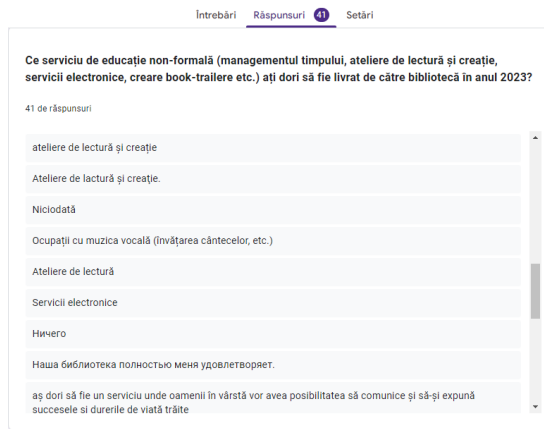 Întrebări Răspunsuri 41 Setări
Ce serviciu de educație non-formală (managementul timpului, ateliere de lectură și creație,
servicii electronice, creare book-trailere etc.) ați dori să fie livrat de către bibliotecă în anul 2023?
41 de răspunsuri
ateliere de lectură și creație
Ateliere de lactură și creaţie.
Niciodată
Ocupații cu muzica vocală (învățarea cântecelor, etc.)
Ateliere de lectură
Servicii electronice
Ничего
Наша библиотека полностью меня удовлетворяет.
aș dori să fie un serviciu unde oamenii în vârstă vor avea posibilitatea să comunice și să-și expună
succesele si durerile de viață trăite